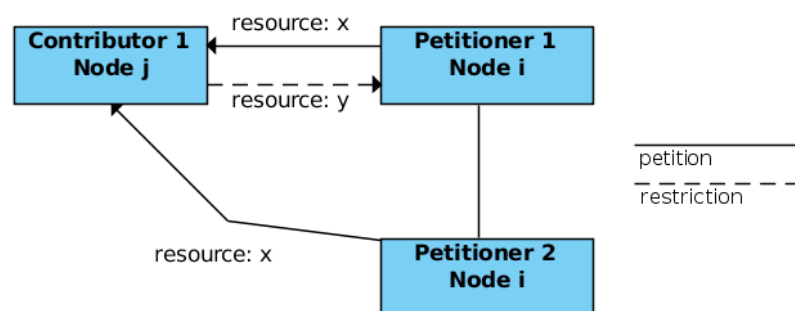 resource: x
Contributor 1
Node j
Petitioner 1
Node i
resource: y
petition
restriction
resource: x
Petitioner 2
Node i